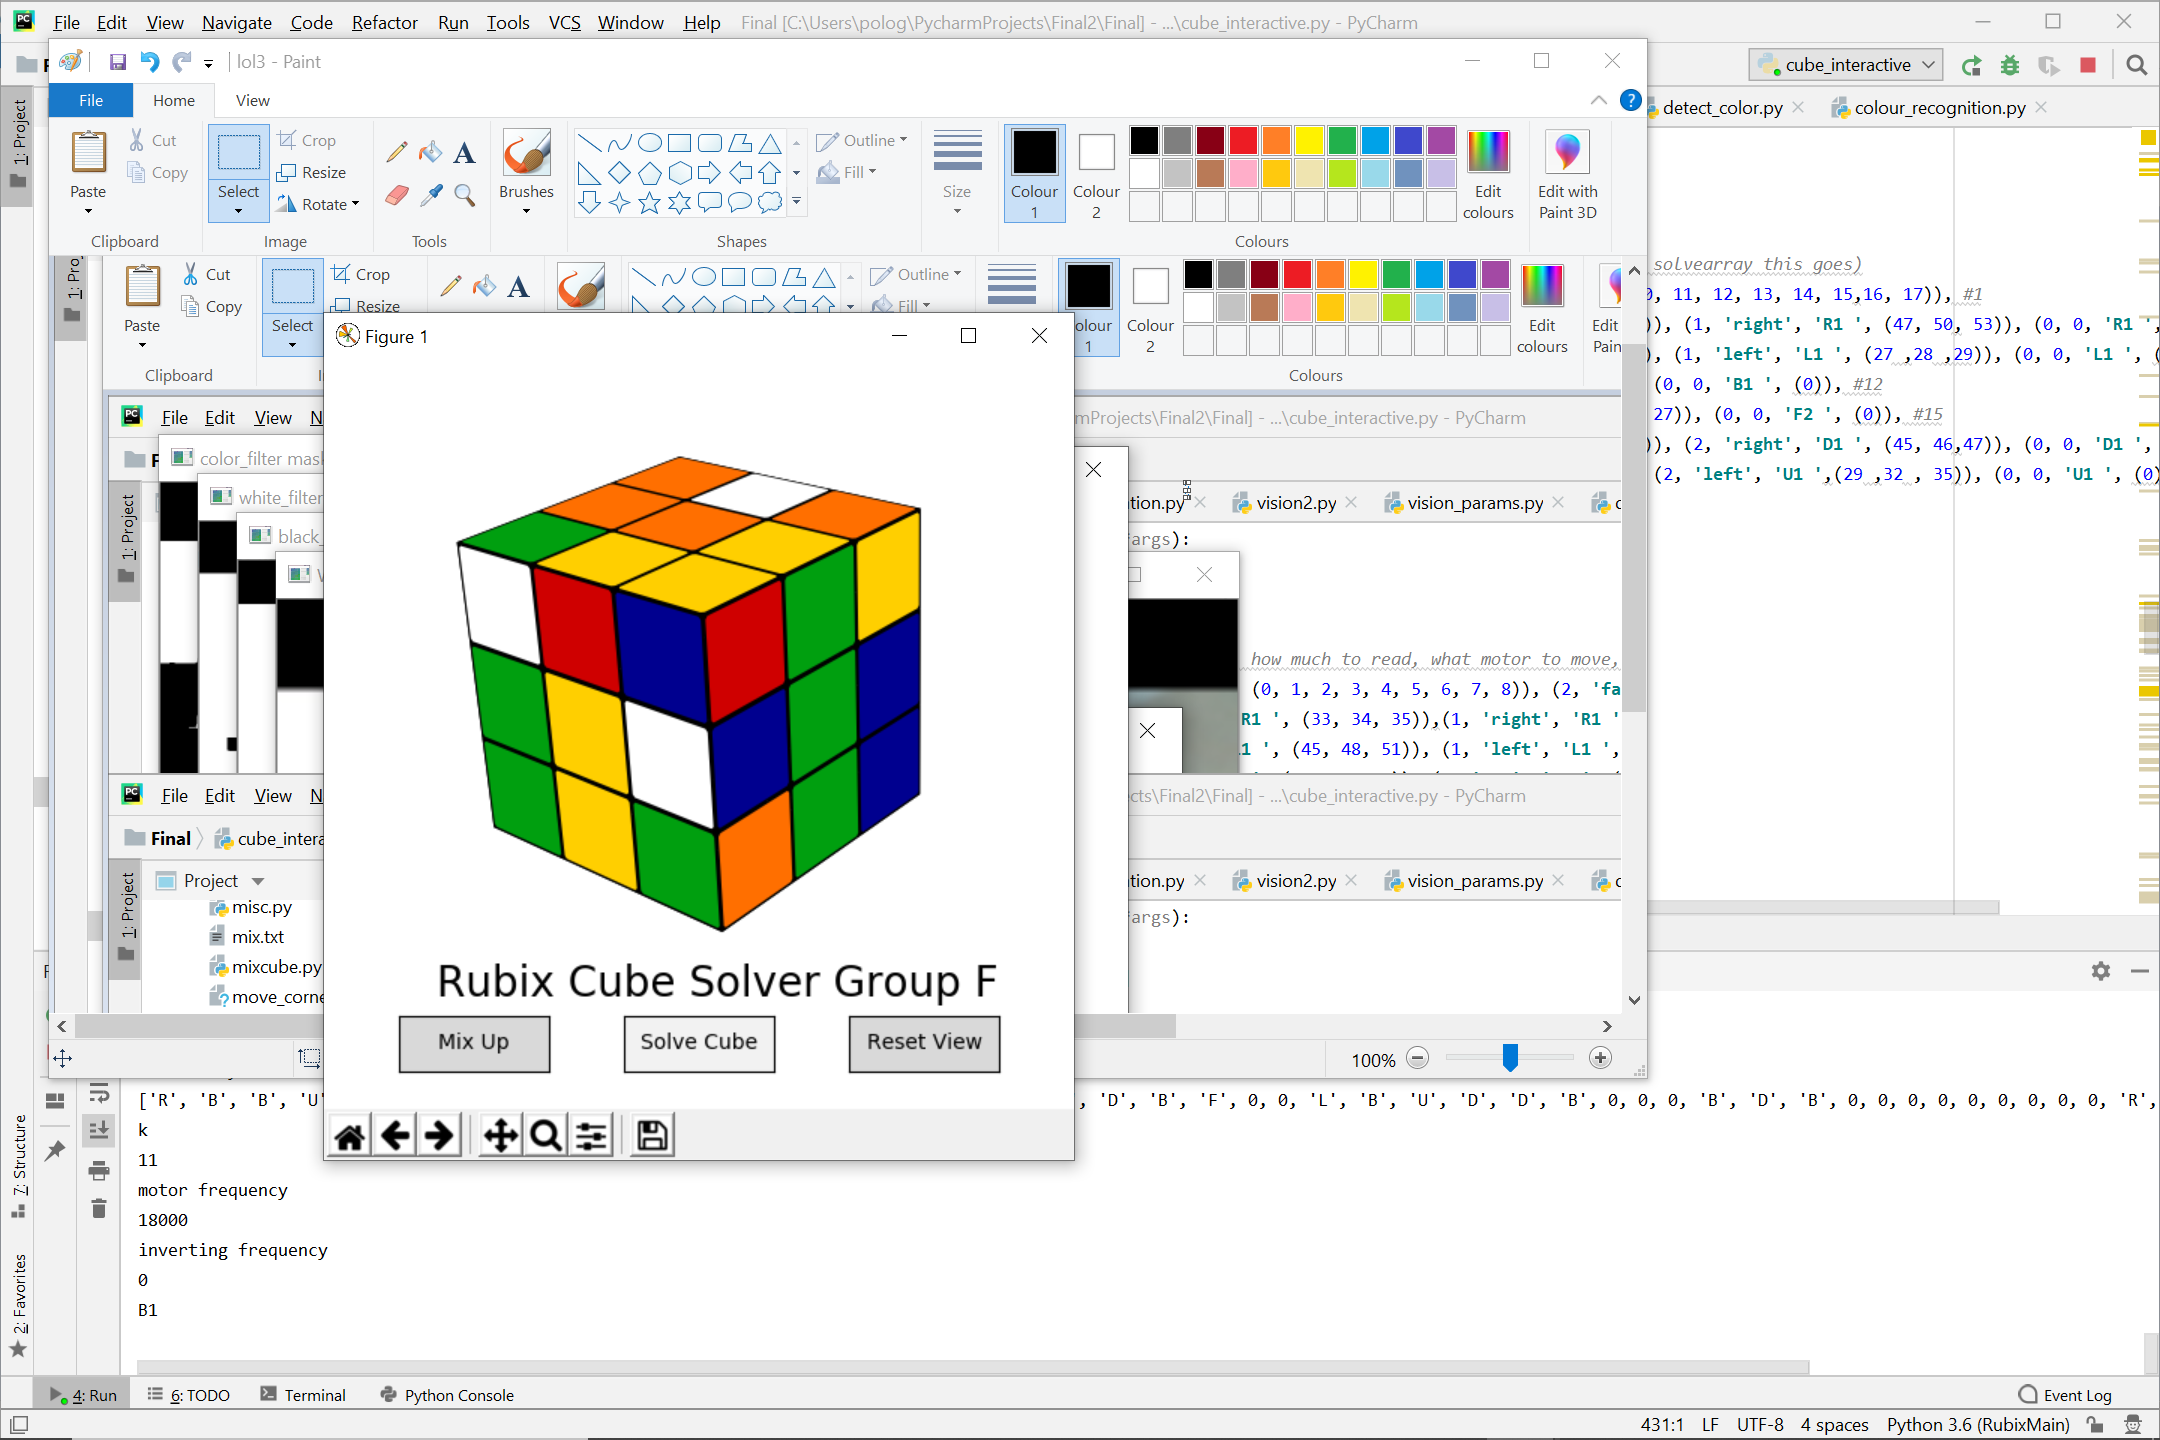 File Edit View Navigate Code Refactor Run Tools VCS Window Help Final [C:\Users\polog\PycharmProjects\Final2\Final] - ...\cube_interactive.py - PyCharm
lol3 - Paint
cube_interactive
File Home View
detect_color.py colour_recognition.py
1: Project
Paste
Cut
Copy
Clipboard
Select
Crop
Resize
Rotate
Image
Tools
Brushes
Shapes
Outline
Fill
Size
Colour 1
Colour 2
Edit colours
Edit with Paint 3D
Colours
Paste
Cut
Copy
Clipboard
Select
Crop
Resize
Outline
Fill
olour 1
Colour 2
Edit colours
Edit
Pain
Colours
solvearray this goes)
, 11, 12, 13, 14, 15,16, 17)), #1
)), (1, 'right', 'R1 ', (47, 50, 53)), (0, 0, 'R1 ',
), (1, 'left', 'L1 ', (27 ,28 ,29)), (0, 0, 'L1 ', (
(0, 0, 'B1 ', (0)), #12
27)), (0, 0, 'F2 ', (0)), #15
)), (2, 'right', 'D1 ', (45, 46,47)), (0, 0, 'D1 ',
(2, 'left', 'U1 ',(29 ,32 , 35)), (0, 0, 'U1 ', (0)
Figure 1
File Edit View N
mProjects\Final2\Final] - ...\cube_interactive.py - PyCharm
color_filter mas
white_filter
black_
1: Project
tion.py vision2.py vision_params.py
args):
how much to read, what motor to move,
(0, 1, 2, 3, 4, 5, 6, 7, 8)), (2, 'fa
R1 ', (33, 34, 35)),(1, 'right', 'R1 '
1 ', (45, 48, 51)), (1, 'left', 'L1 ',
File Edit View N
cts\Final2\Final] - ...\cube_interactive.py - PyCharm
Final cube_intera
1: Project
Project
tion.py vision2.py vision_params.py
args):
misc.py
mix.txt
mixcube.py
move_corne
Rubix Cube Solver Group F
Mix Up Solve Cube Reset View
100%
['R', 'B', 'B', 'U' , 'D', 'B', 'F', 0, 0, 'L', 'B', 'U', 'D', 'D', 'B', 0, 0, 0, 'B', 'D', 'B', 0, 0, 0, 0, 0, 0, 0, 0, 0, 'R',
k
11
motor frequency
18000
inverting frequency
0
B1
7: Structure
2: Favorites
4: Run 6: TODO Terminal Python Console Event Log
431:1 LF UTF-8 4 spaces Python 3.6 (RubixMain)